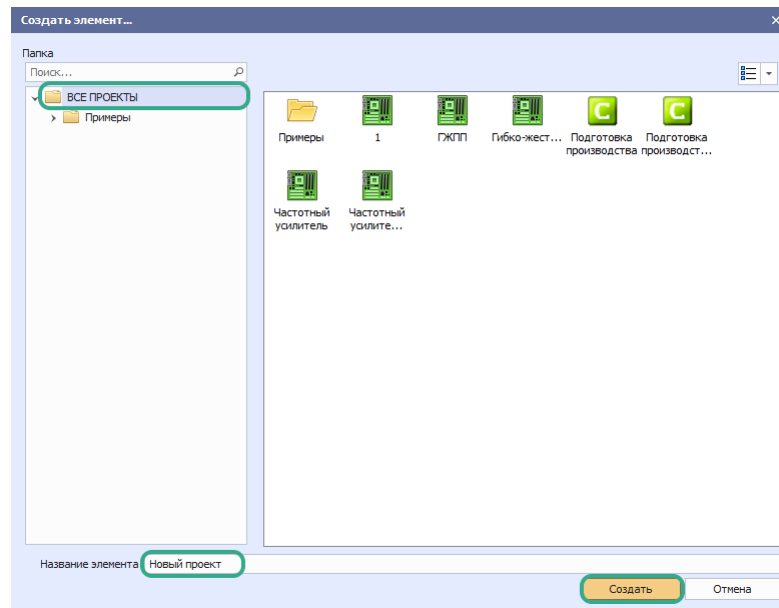 Создать элемент...
Папка
Поиск...
ВСЕ ПРОЕКТЫ
Примеры
Примеры
1
ГЖПП
Гибко-жест...
Подготовка
производства
Подготовка
производст...
Частотный
усилитель
Частотный
усилите...
Название элемента
Новый проект
Создать
Отмена